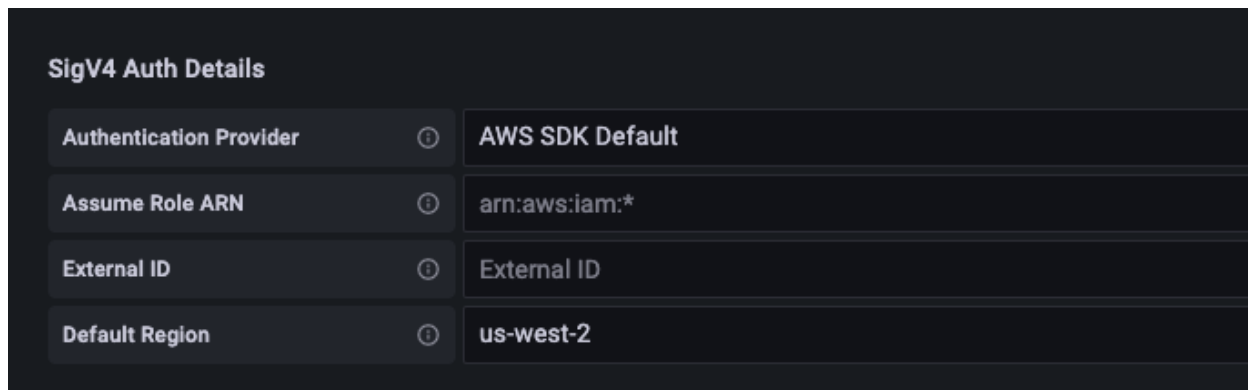 SigV4 Auth Details
Authentication Provider AWS SDK Default
Assume Role ARN arn:aws:iam:*
External ID External ID
Default Region us-west-2